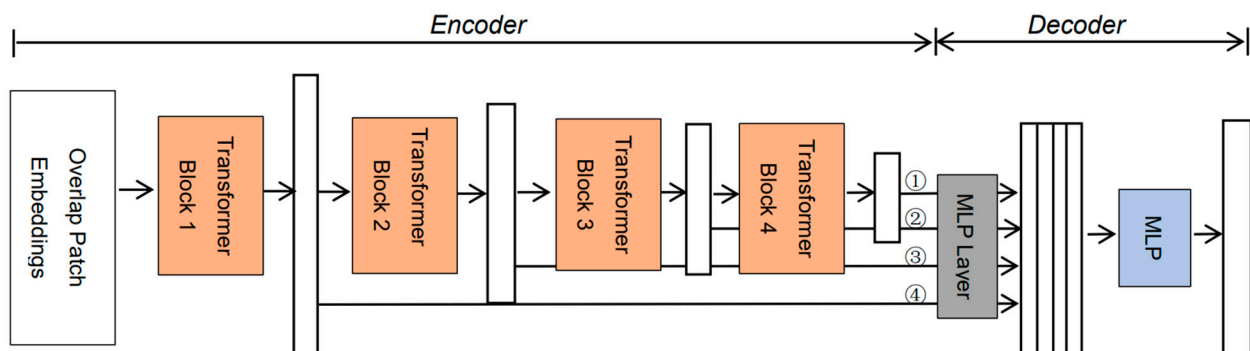 Encoder
Decoder
Overlap Patch
Embeddings
Transformer
Block 1
Transformer
Block 2
Transformer
Block 3
Transformer
Block 4
①
②
③
④
MLP Layer
MLP